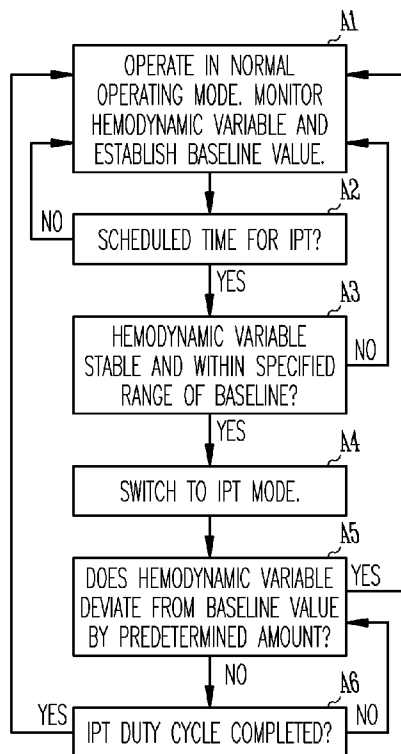 A1
OPERATE IN NORMAL
OPERATING MODE. MONITOR
HEMODYNAMIC VARIABLE AND
ESTABLISH BASELINE VALUE.
NO
A2
SCHEDULED TIME FOR IPT?
YES
A3
HEMODYNAMIC VARIABLE
STABLE AND WITHIN SPECIFIED
RANGE OF BASELINE?
NO
YES
A4
SWITCH TO IPT MODE.
A5
DOES HEMODYNAMIC VARIABLE
DEVIATE FROM BASELINE VALUE
BY PREDETERMINED AMOUNT?
YES
NO
A6
YES
IPT DUTY CYCLE COMPLETED?
NO